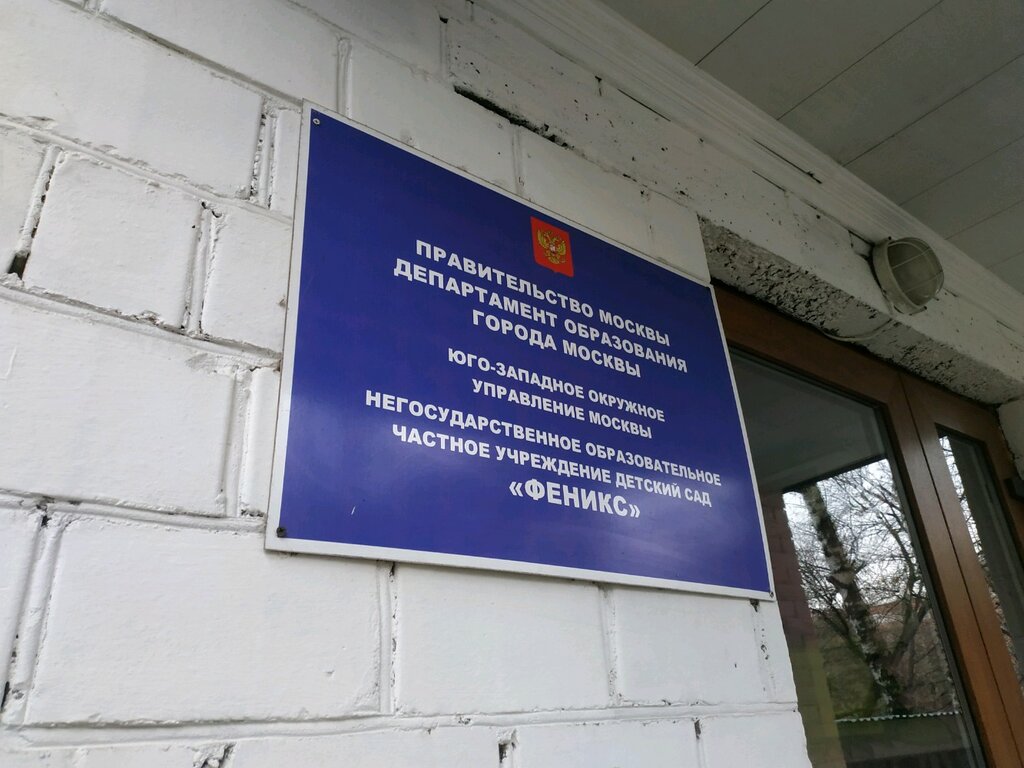 ПРАВИТЕЛЬСТВО МОСКВЫ
ДЕПАРТАМЕНТ ОБРАЗОВАНИЯ
ГОРОДА МОСКВЫ
ЮГО-ЗАПАДНОЕ ОКРУЖНОЕ
УПРАВЛЕНИЕ МОСКВЫ
НЕГОСУДАРСТВЕННОЕ ОБРАЗОВАТЕЛЬНОЕ
ЧАСТНОЕ УЧРЕЖДЕНИЕ ДЕТСКИЙ САД
«ФЕНИКС»